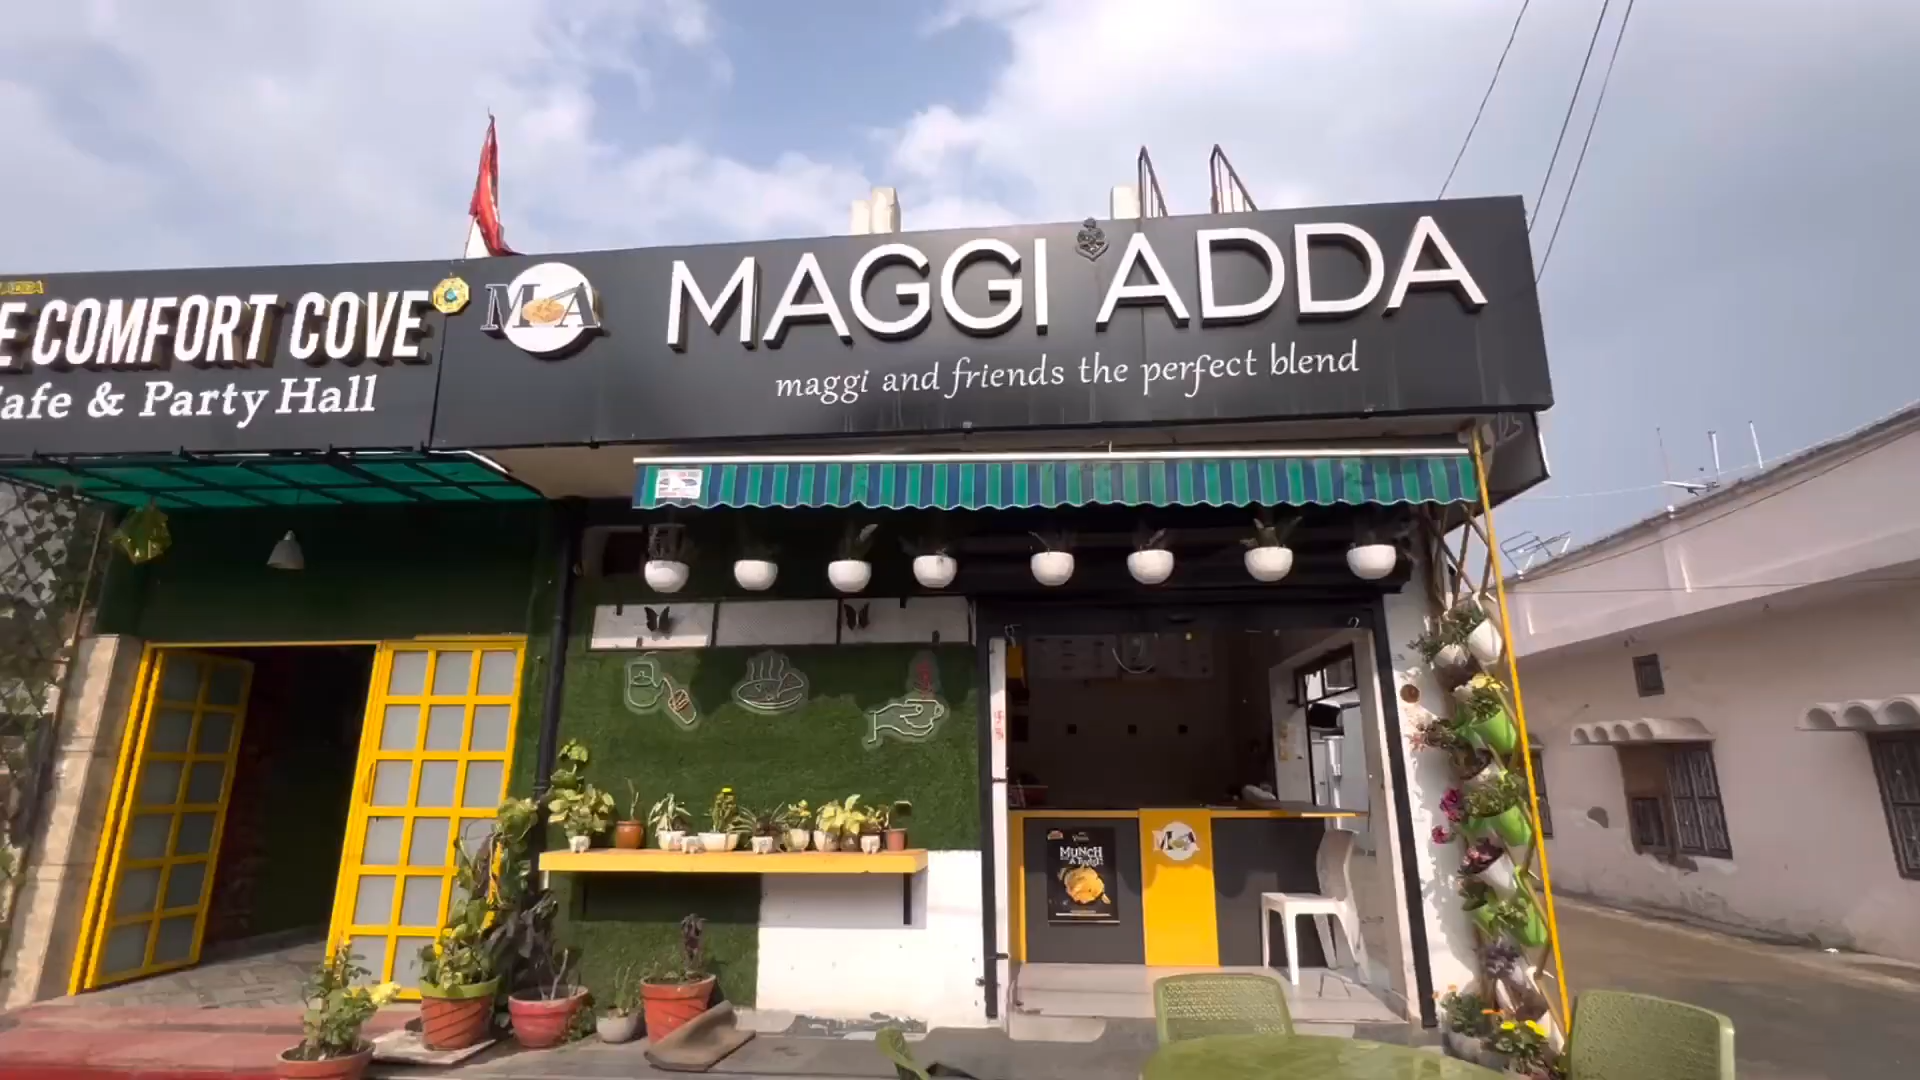 E COMFORT COVE
afe & Party Hall
MA
MAGGI ADDA
maggi and friends the perfect blend
MUNCH
MA